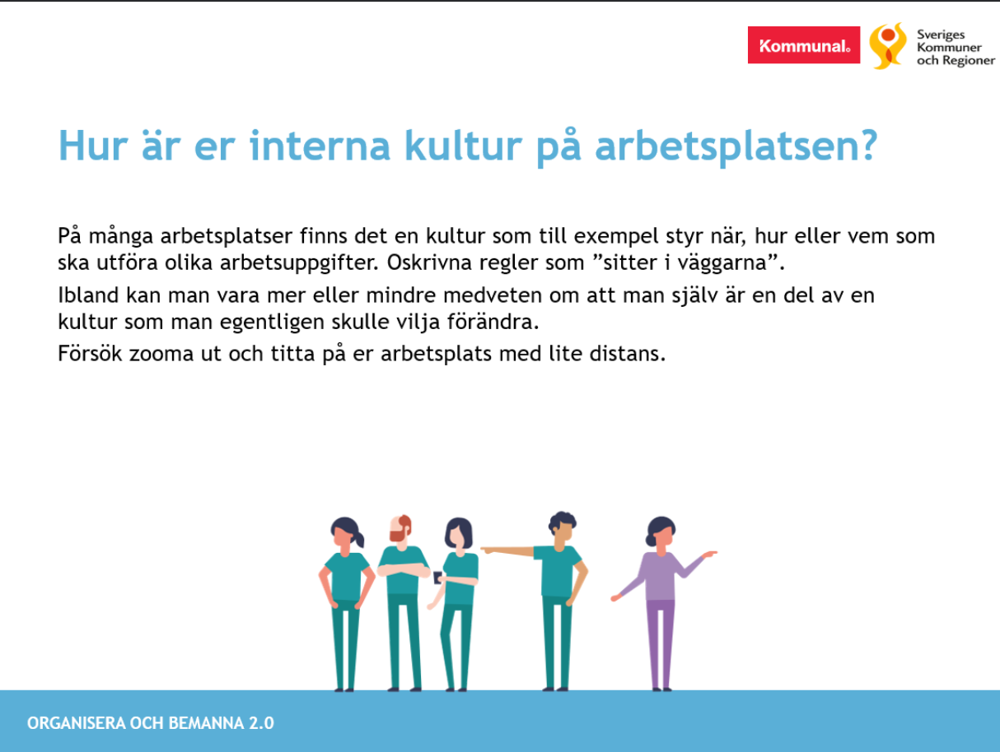 Kommunal.
Sveriges
Kommuner
och Regioner
Hur är er interna kultur på arbetsplatsen?
På många arbetsplatser finns det en kultur som till exempel styr när, hur eller vem som
ska utföra olika arbetsuppgifter. Oskrivna regler som ”sitter i väggarna”.
Ibland kan man vara mer eller mindre medveten om att man själv är en del av en
kultur som man egentligen skulle vilja förändra.
Försök zooma ut och titta på er arbetsplats med lite distans.
ORGANISERA OCH BEMANNA 2.0